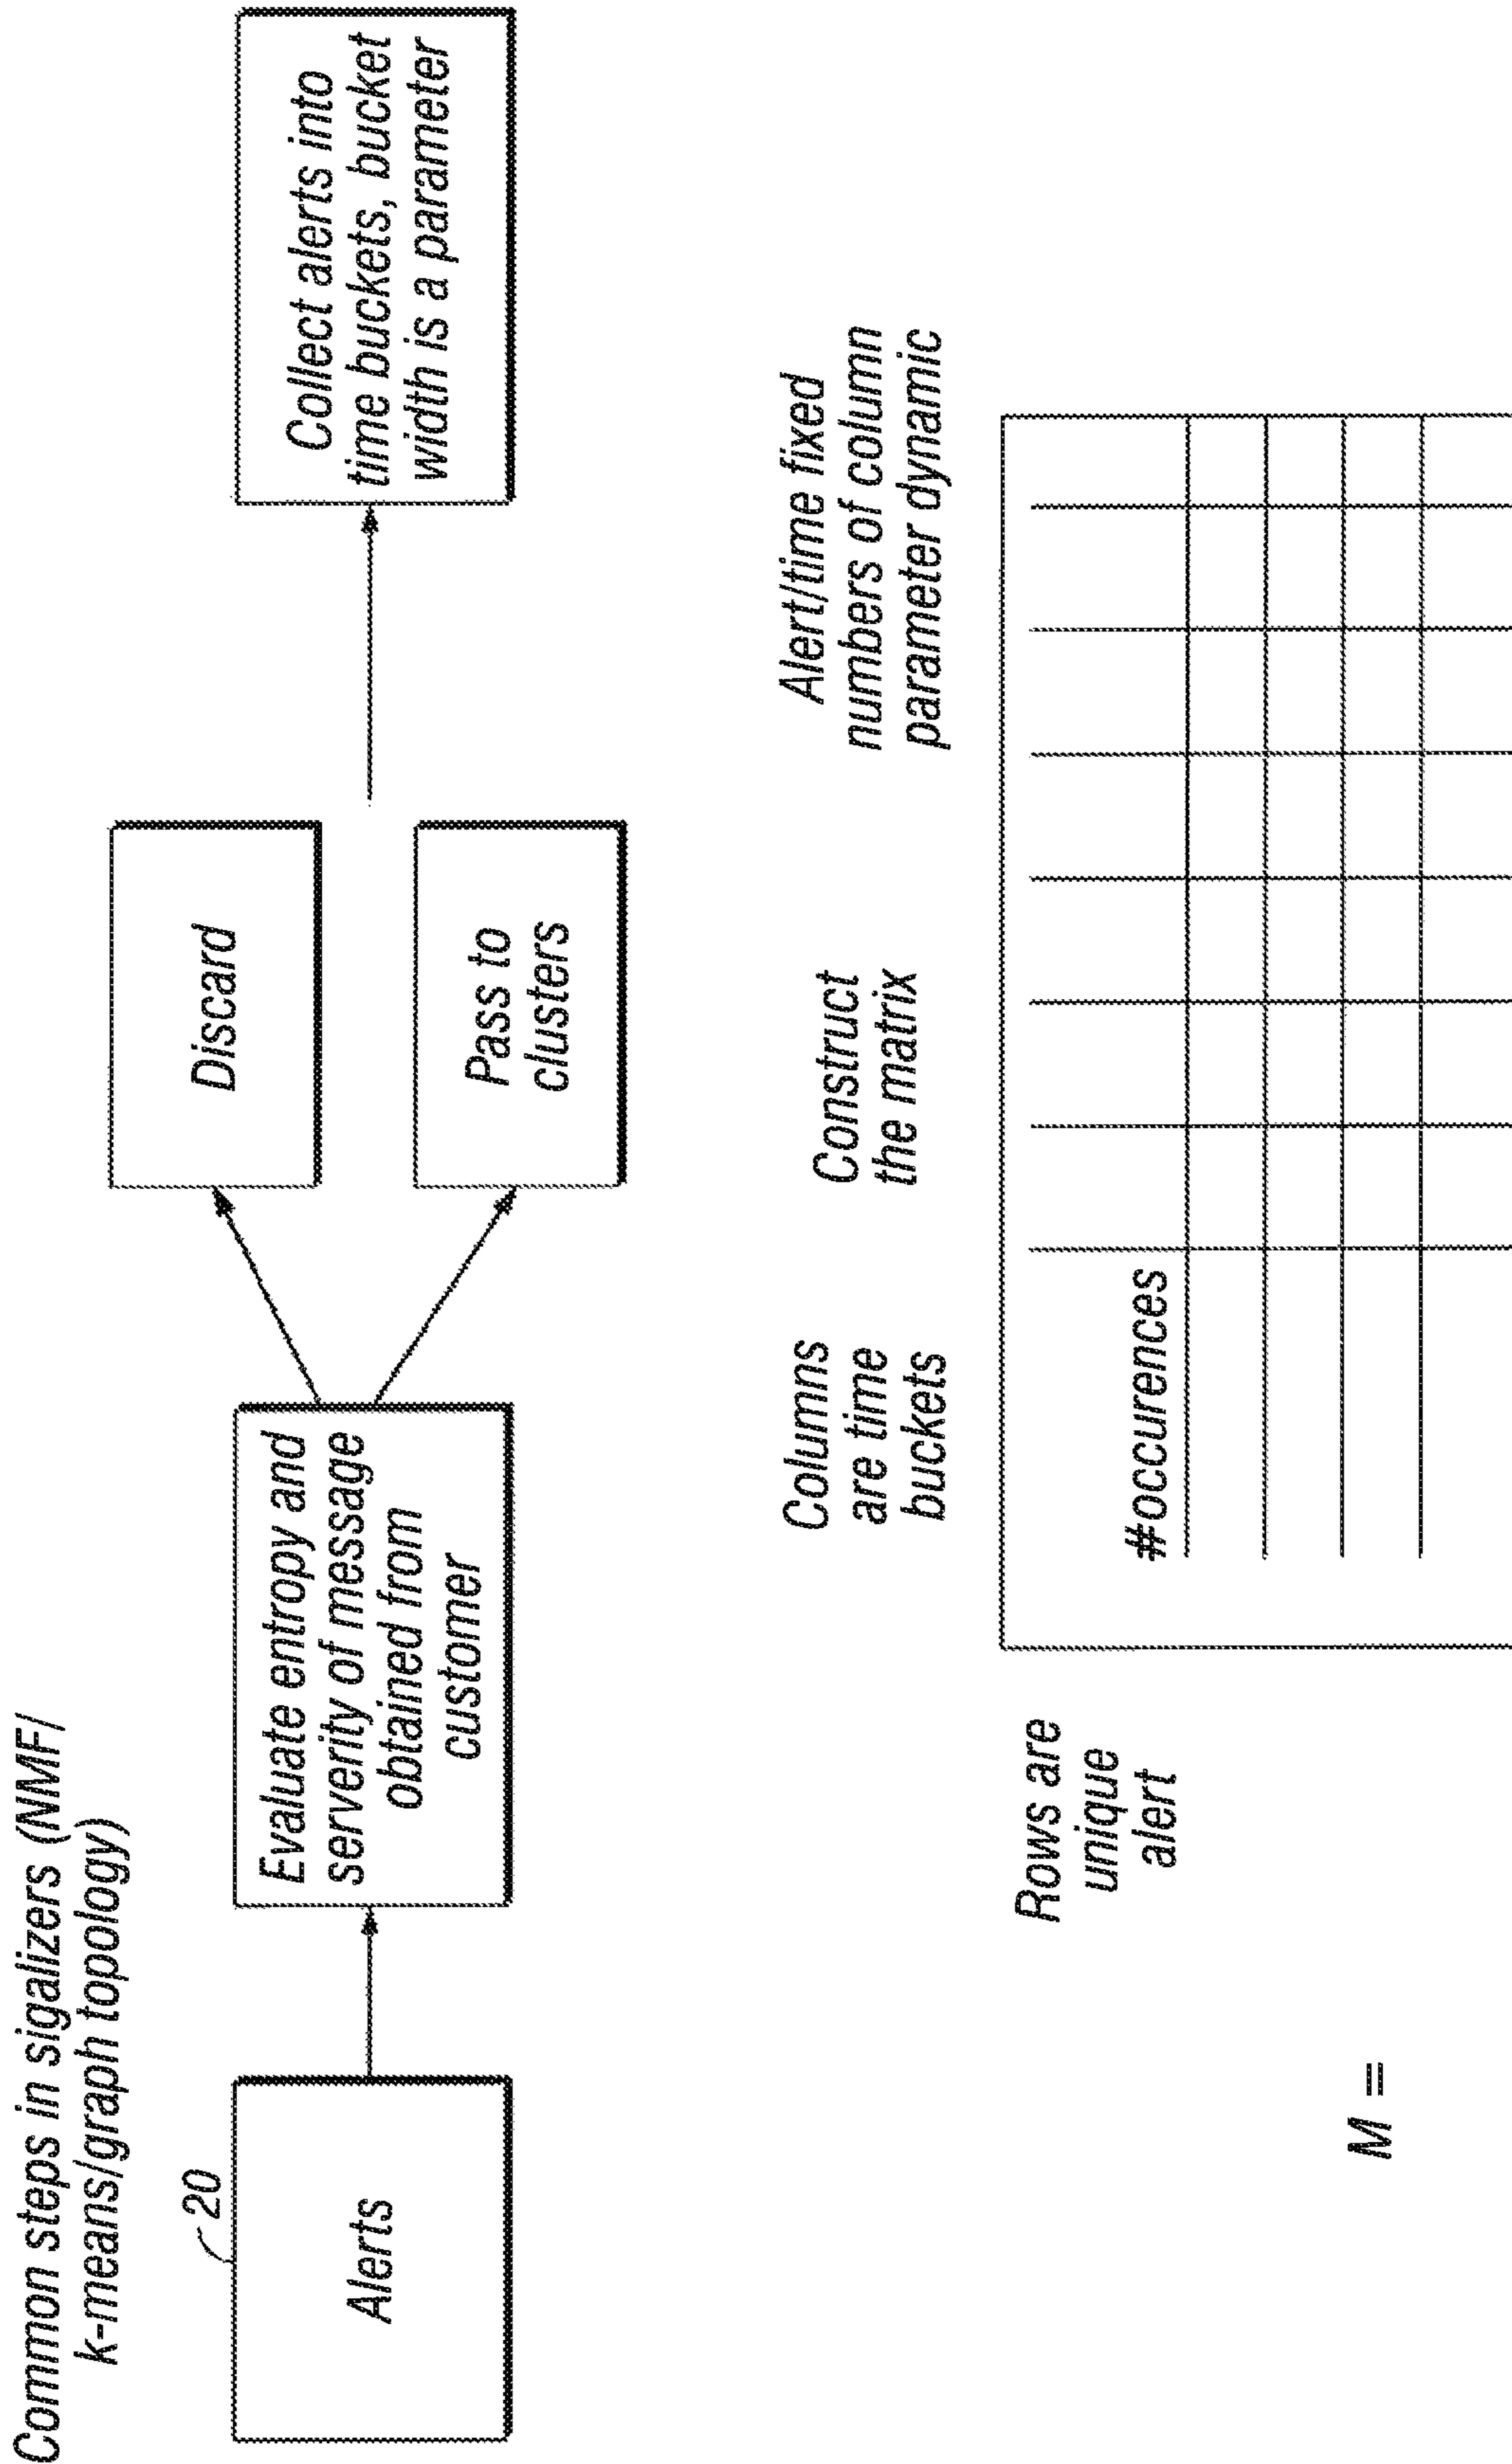 Common steps in sigalizers (NMF/
k-means/graph topology)
20
Alerts
Evaluate entropy and
serverity of message
obtained from
customer
Discard
Pass to
clusters
Collect alerts into
time buckets, bucket
width is a parameter
Columns
are time
buckets
Construct
the matrix
Alert/time fixed
numbers of column
parameter dynamic
Rows are
unique
alert
#occurences
M =